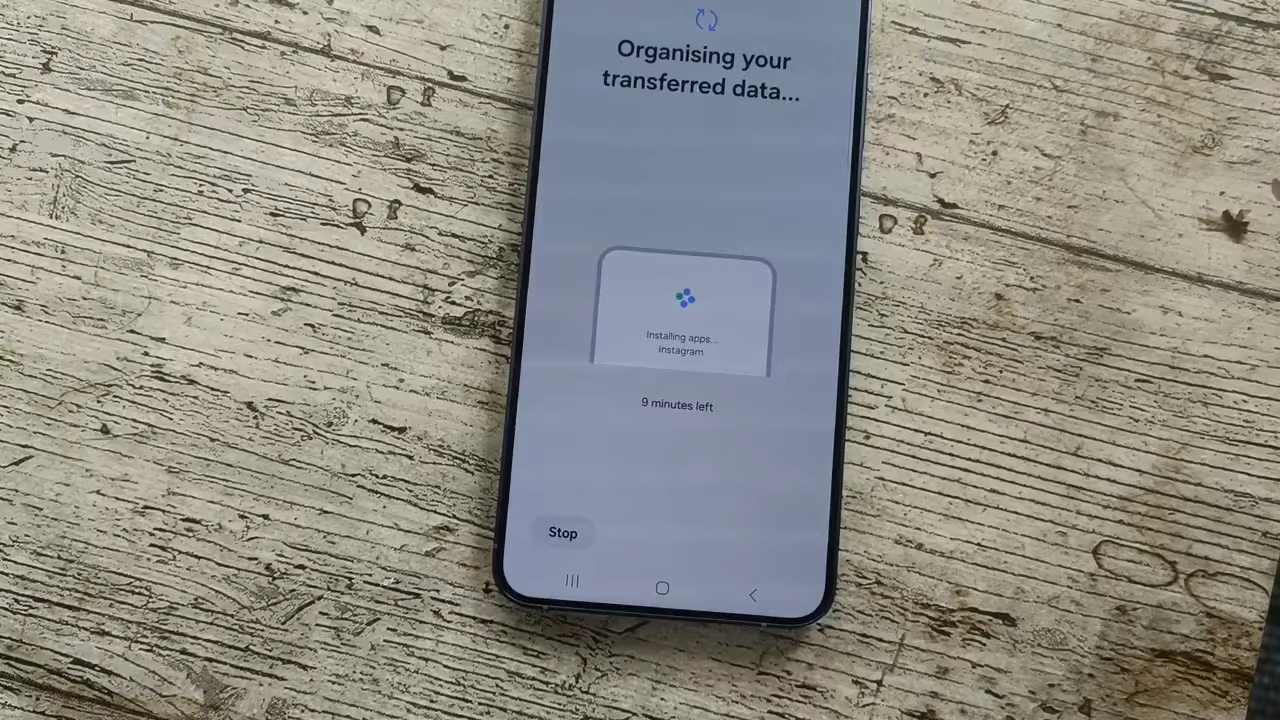 Organising your
transferred data...
Installing apps...
Instagram
9 minutes left
Stop